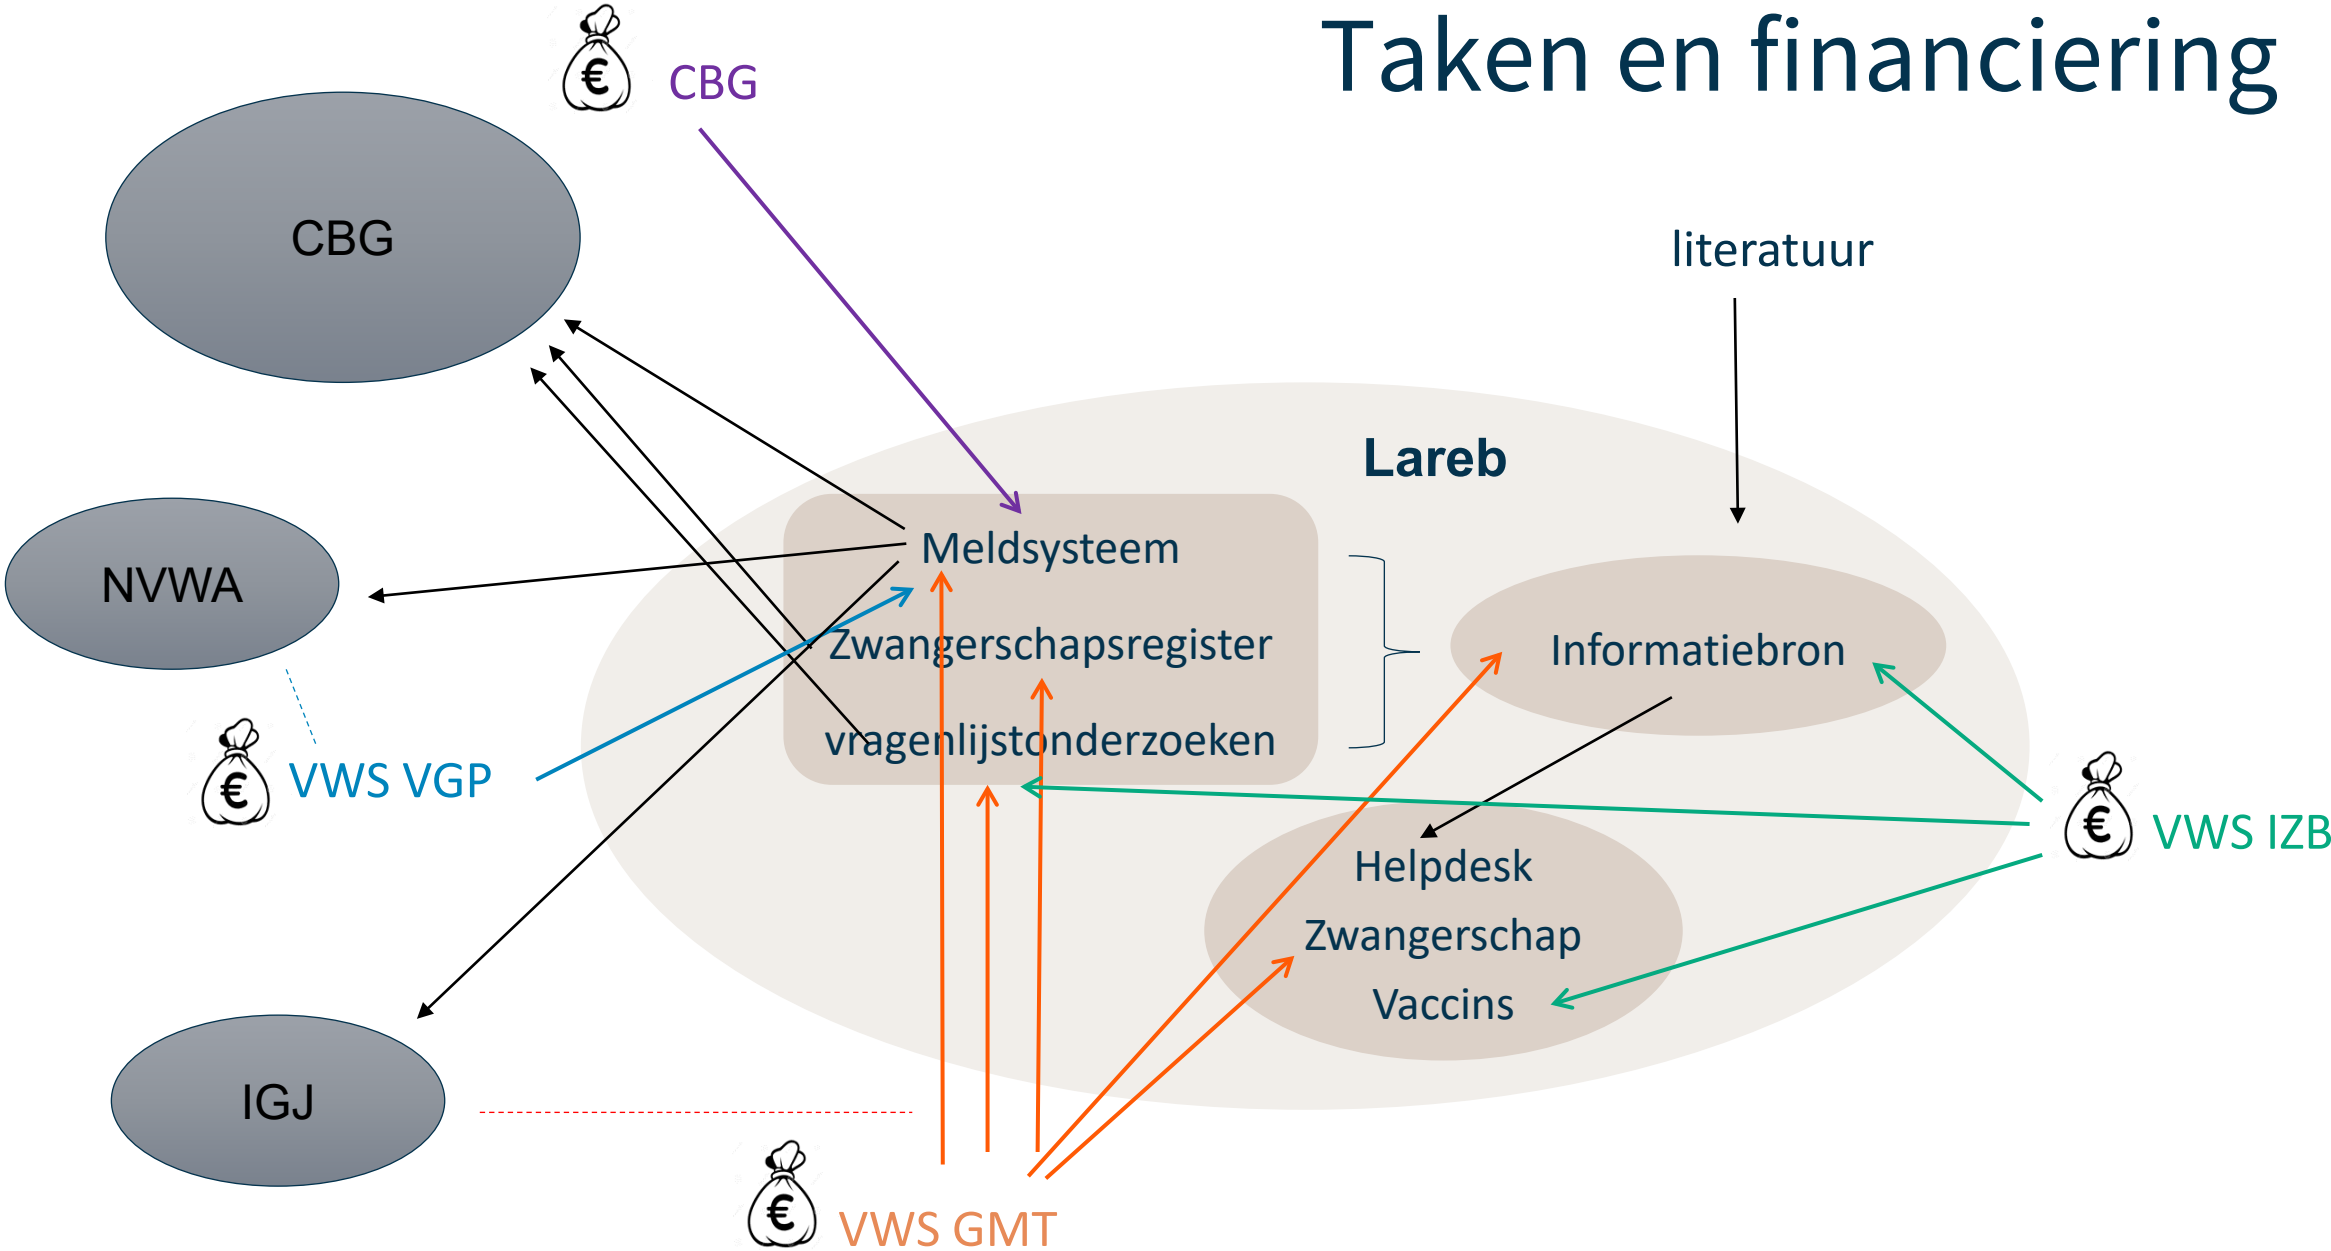 Taken en financiering
€
CBG
CBG
literatuur
Lareb
Meldsysteem
NVWA
Zwangerschapsregister
Informatiebron
vragenlijstonderzoeken
€
VWS VGP
€
VWS IZB
Helpdesk
Zwangerschap
Vaccins
IGJ
€
VWS GMT